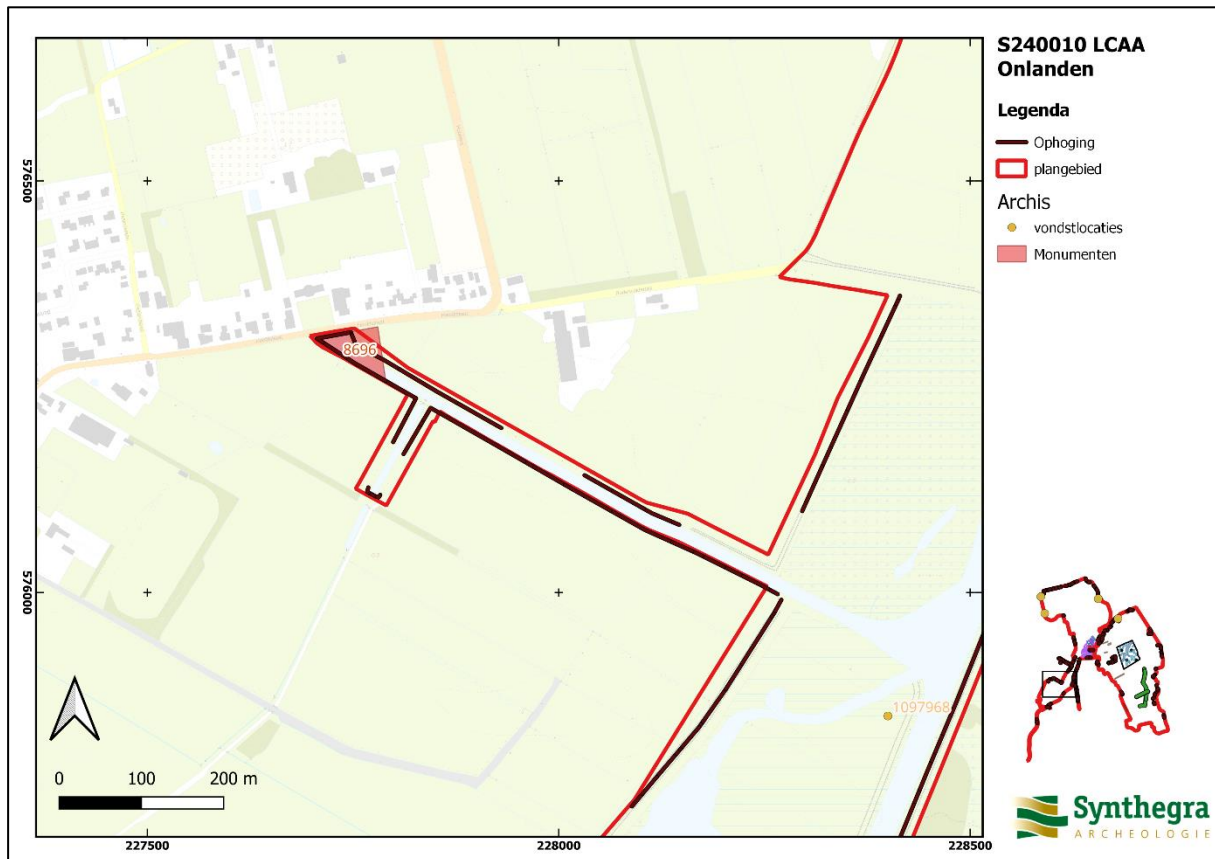 S240010 LCAA
Onlanden
Legenda
Ophoging
plangebied
Archis
vondstlocaties
Monumenten
576500
576000
8696
1097968
0 100 200 m
227500 228000 228500
Synthegra
ARCHEOLOGIE